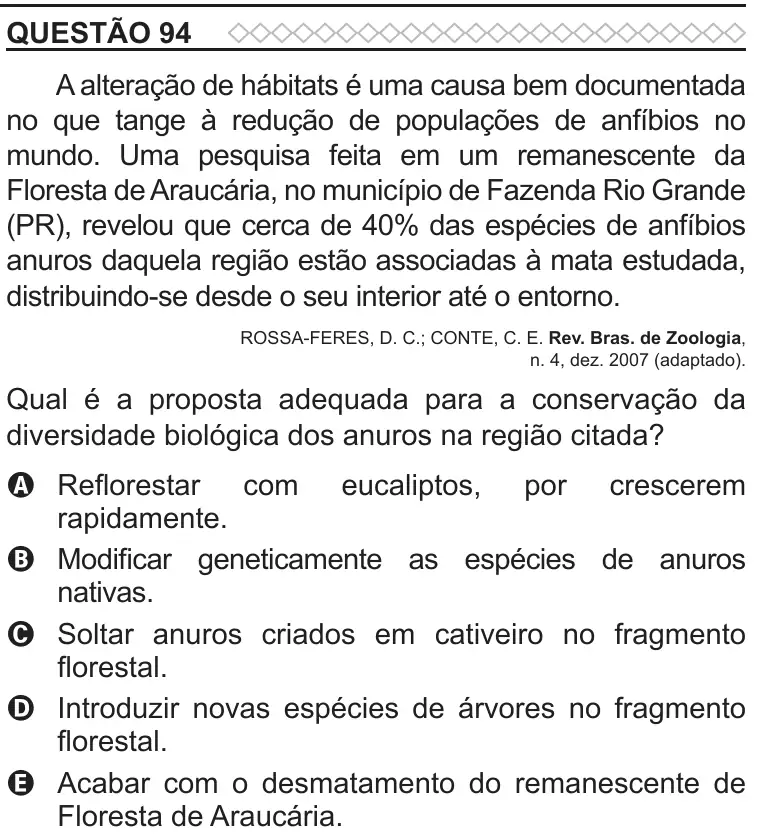 QUESTÃO 94
A alteração de hábitats é uma causa bem documentada
no que tange à redução de populações de anfíbios no
mundo. Uma pesquisa feita em um remanescente da
Floresta de Araucária, no município de Fazenda Rio Grande
(PR), revelou que cerca de 40% das espécies de anfíbios
anuros daquela região estão associadas à mata estudada,
distribuindo-se desde o seu interior até o entorno.
ROSSA-FERES, D. C.; CONTE, C. E. Rev. Bras. de Zoologia,
n. 4, dez. 2007 (adaptado).
Qual é a proposta adequada para a conservação da
diversidade biológica dos anuros na região citada?
A Reflorestar com eucaliptos, por crescerem
rapidamente.
B Modificar geneticamente as espécies de anuros
nativas.
C Soltar anuros criados em cativeiro no fragmento
florestal.
D Introduzir novas espécies de árvores no fragmento
florestal.
E Acabar com o desmatamento do remanescente de
Floresta de Araucária.